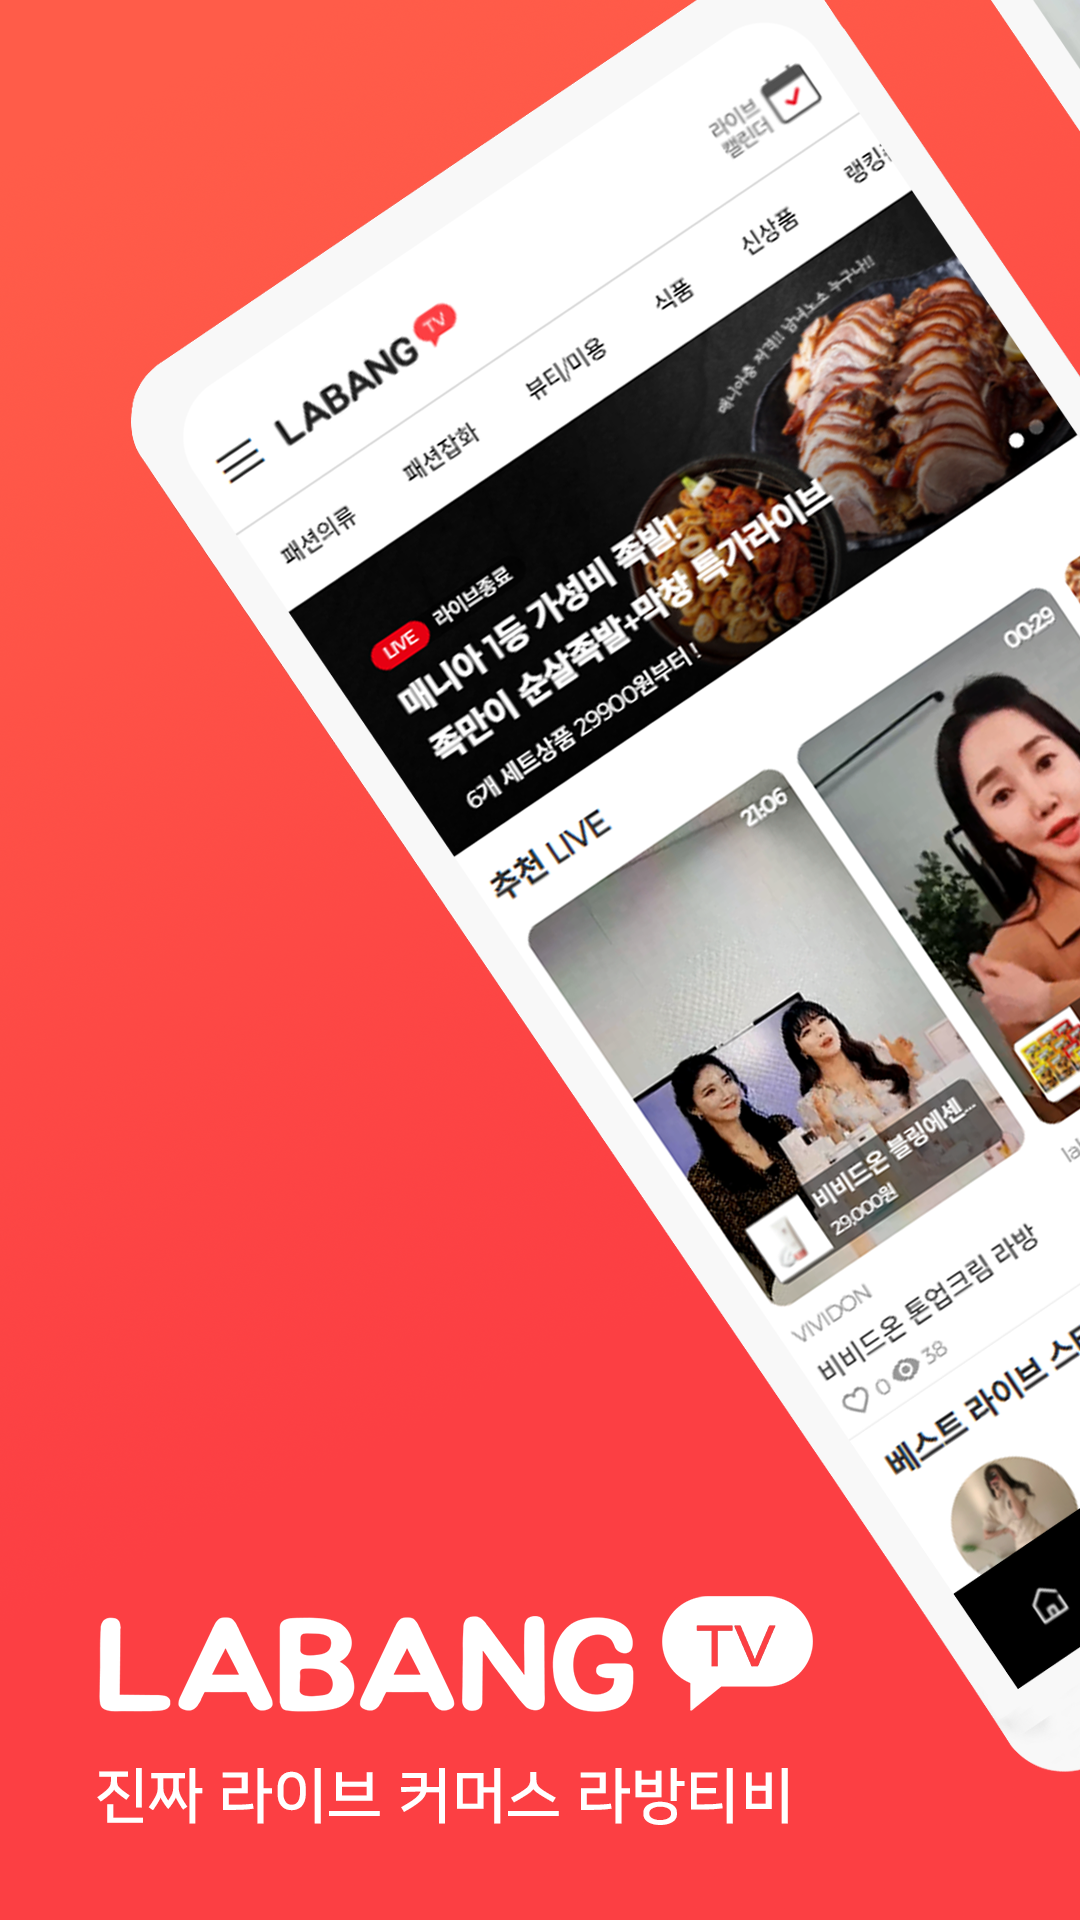 라이브
캘린더
LABANG TV
패션의류
패션잡화
뷰티/미용
식품
신상품
매니아층 저격!! 남녀노소 누구나!!
LIVE 라이브종료
매니아 1등 가성비 족발!
족만이 순살족발+막창 특가라이브
6개 세트상품 29900원부터 !
추천 LIVE
21:06
00:29
비비드온 블링에센...
29,000원
VIVIDON
비비드온 톤업크림 라방
0 38
베스트 라이브
LABANG TV
진짜 라이브 커머스 라방티비